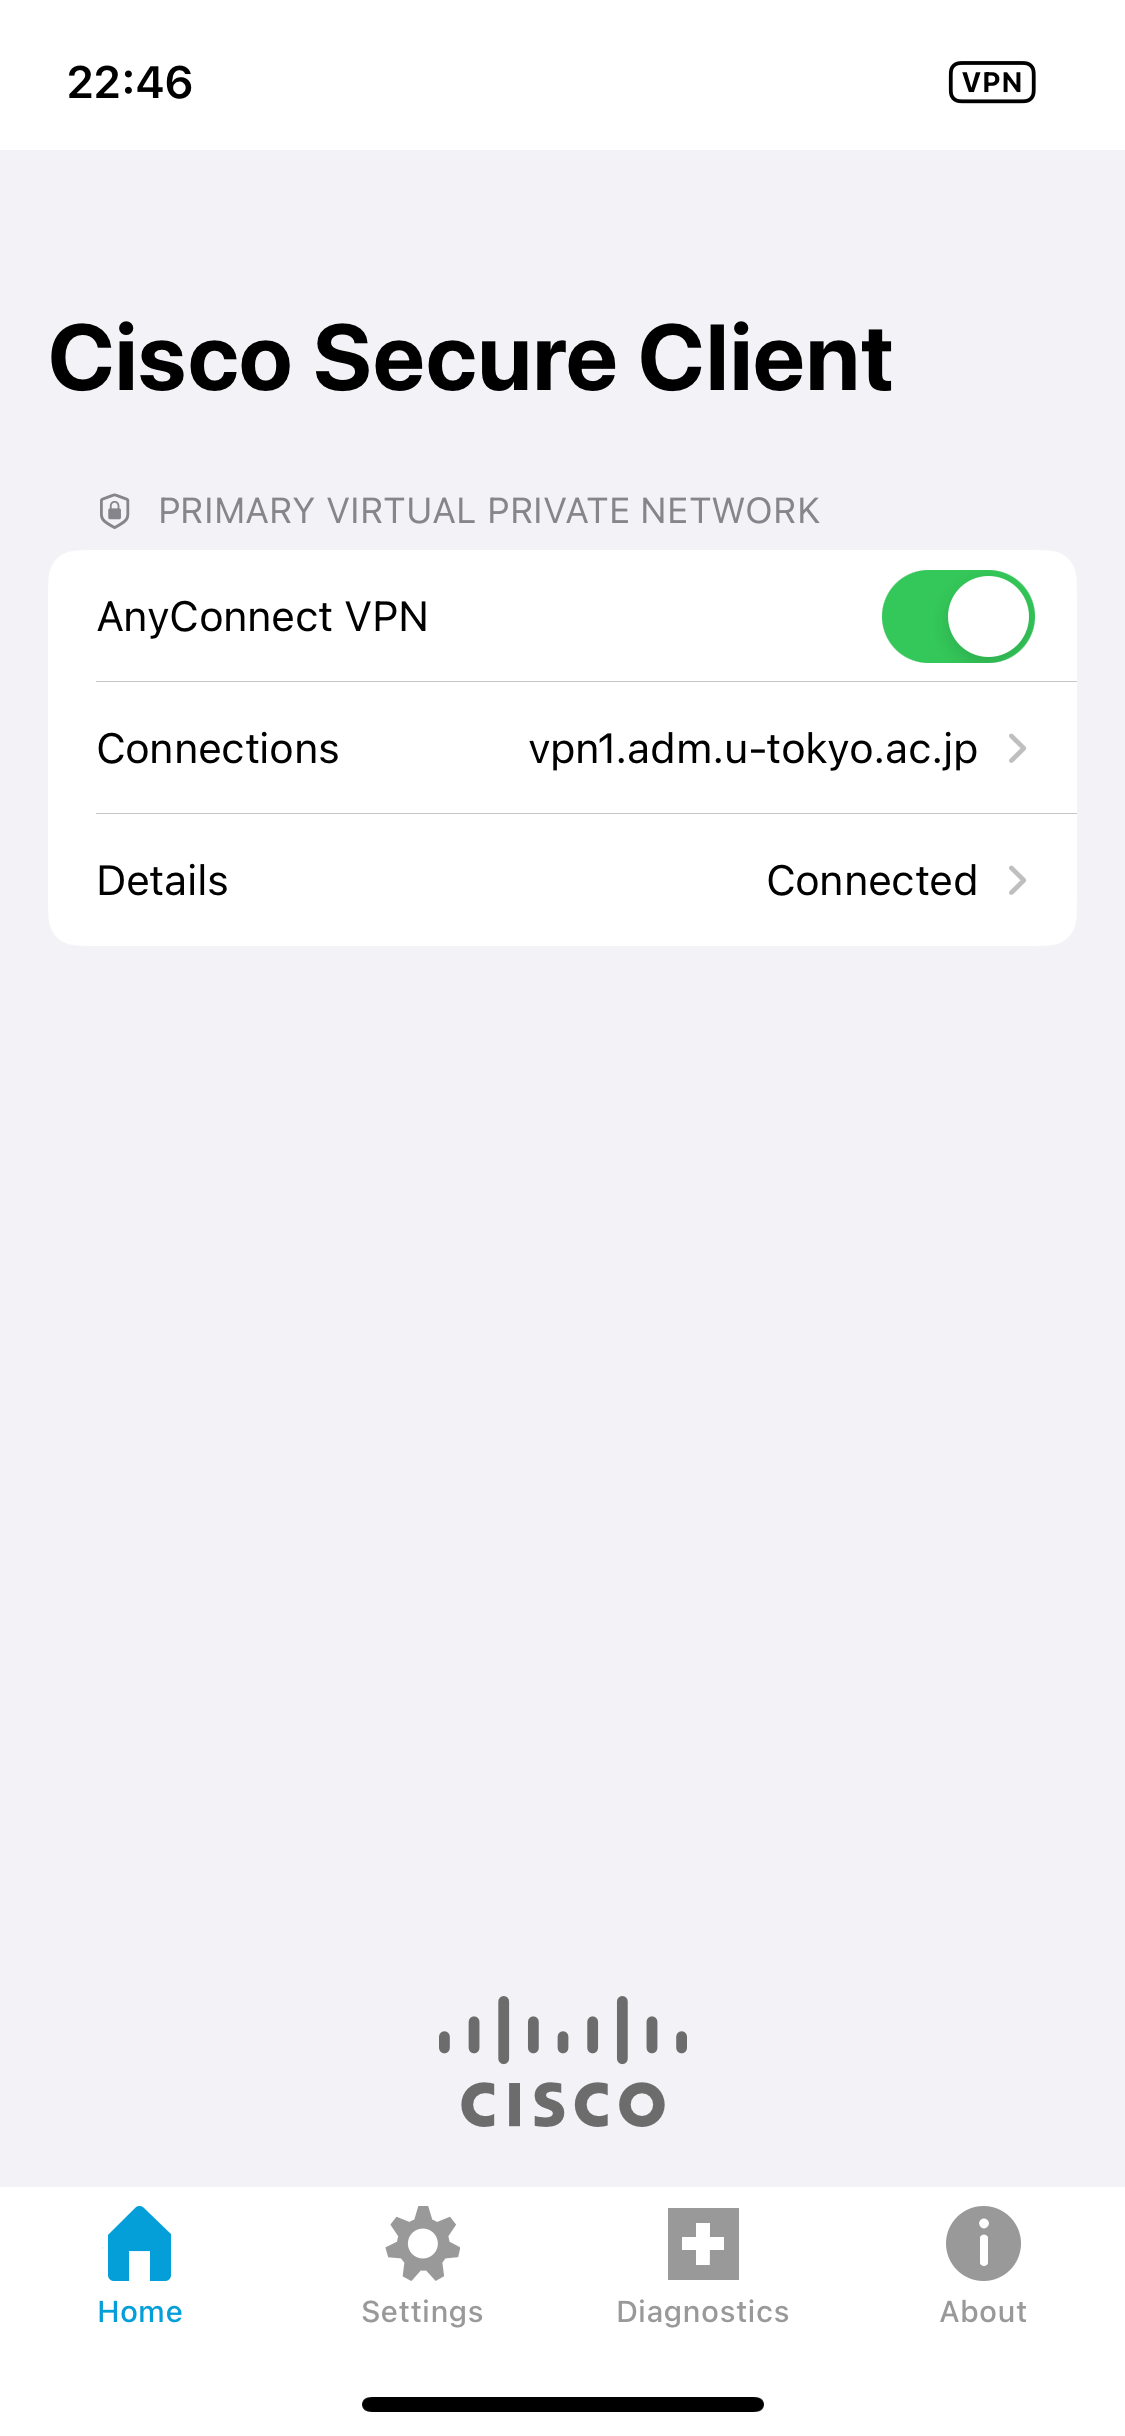 22:46
VPN
Cisco Secure Client
PRIMARY VIRTUAL PRIVATE NETWORK
AnyConnect VPN
Connections vpn1.adm.u-tokyo.ac.jp
Details Connected
CISCO
Home Settings Diagnostics About